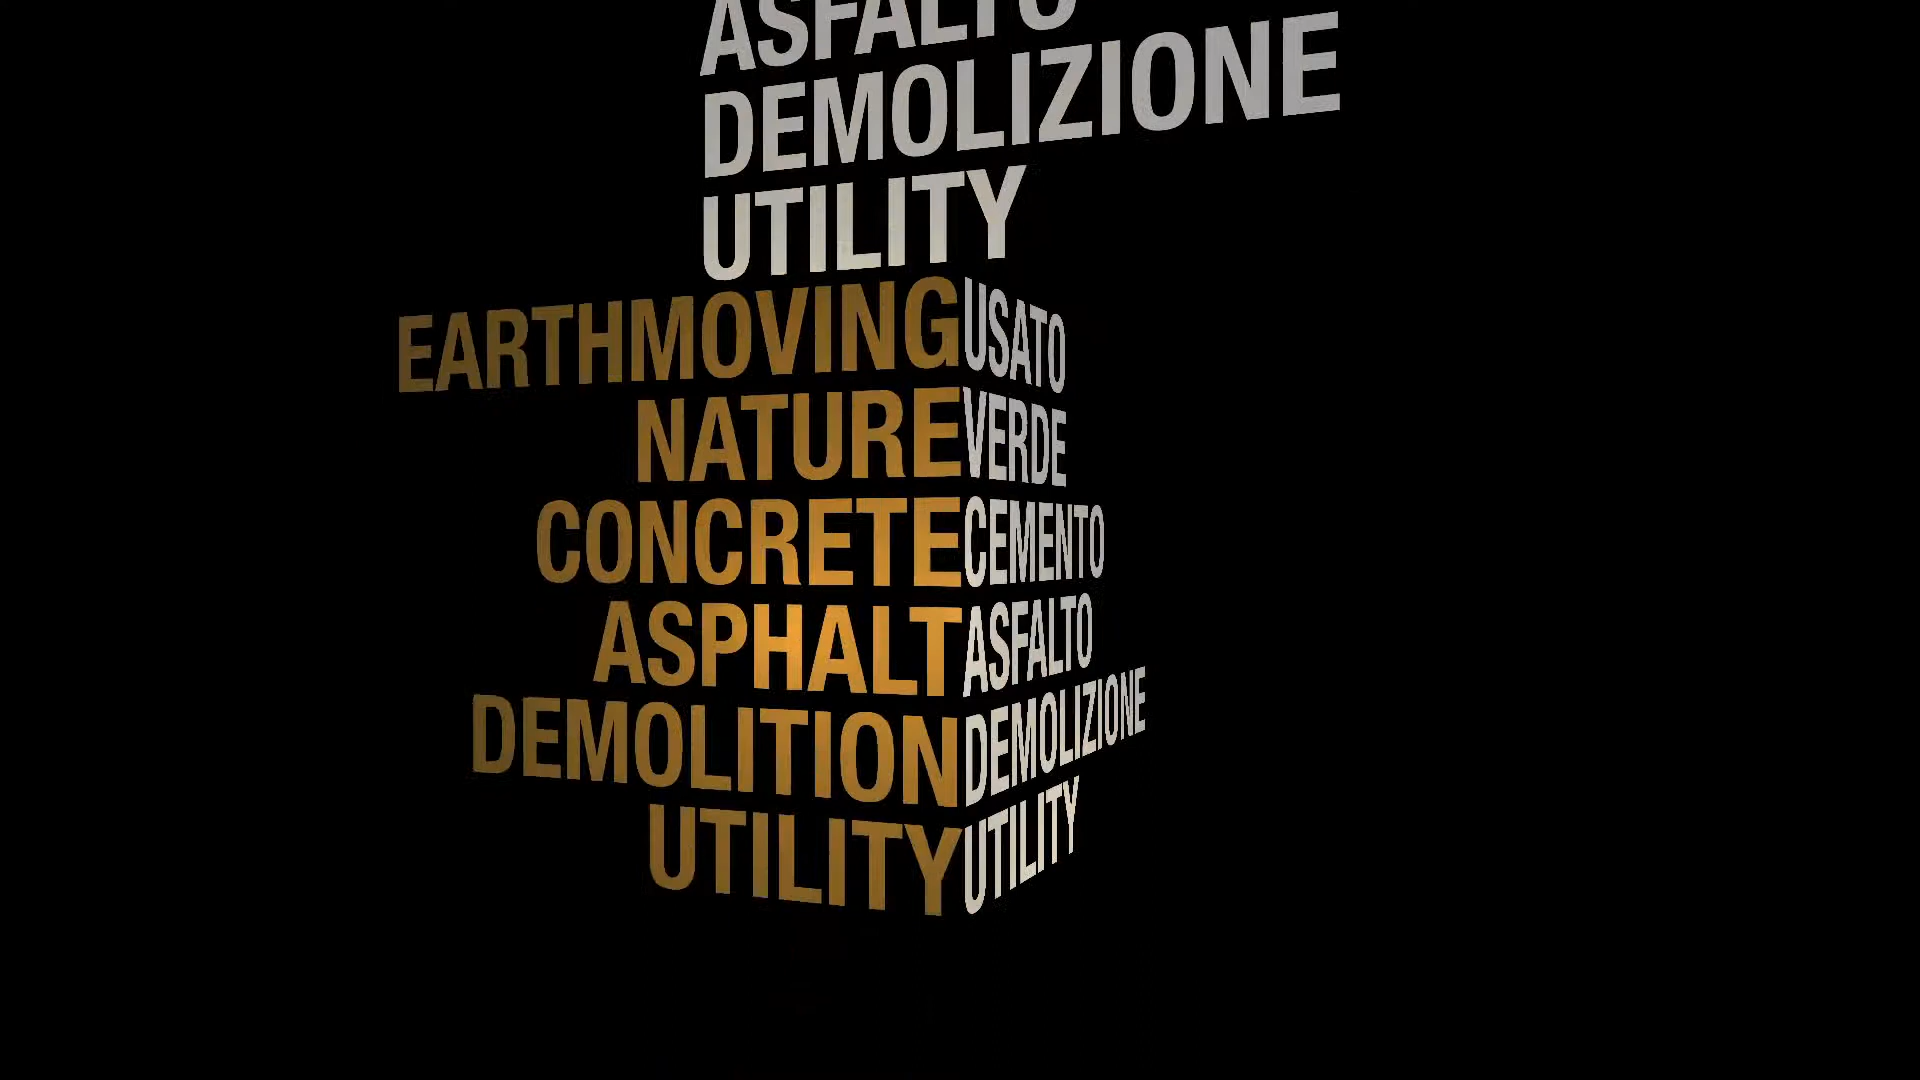 ASFALTO
DEMOLIZIONE
UTILITY
EARTHMOVING
NATURE
CONCRETE
ASPHALT
DEMOLITION
UTILITY
USATO
VERDE
CEMENTO
ASFALTO
DEMOLIZIONE
UTILITY